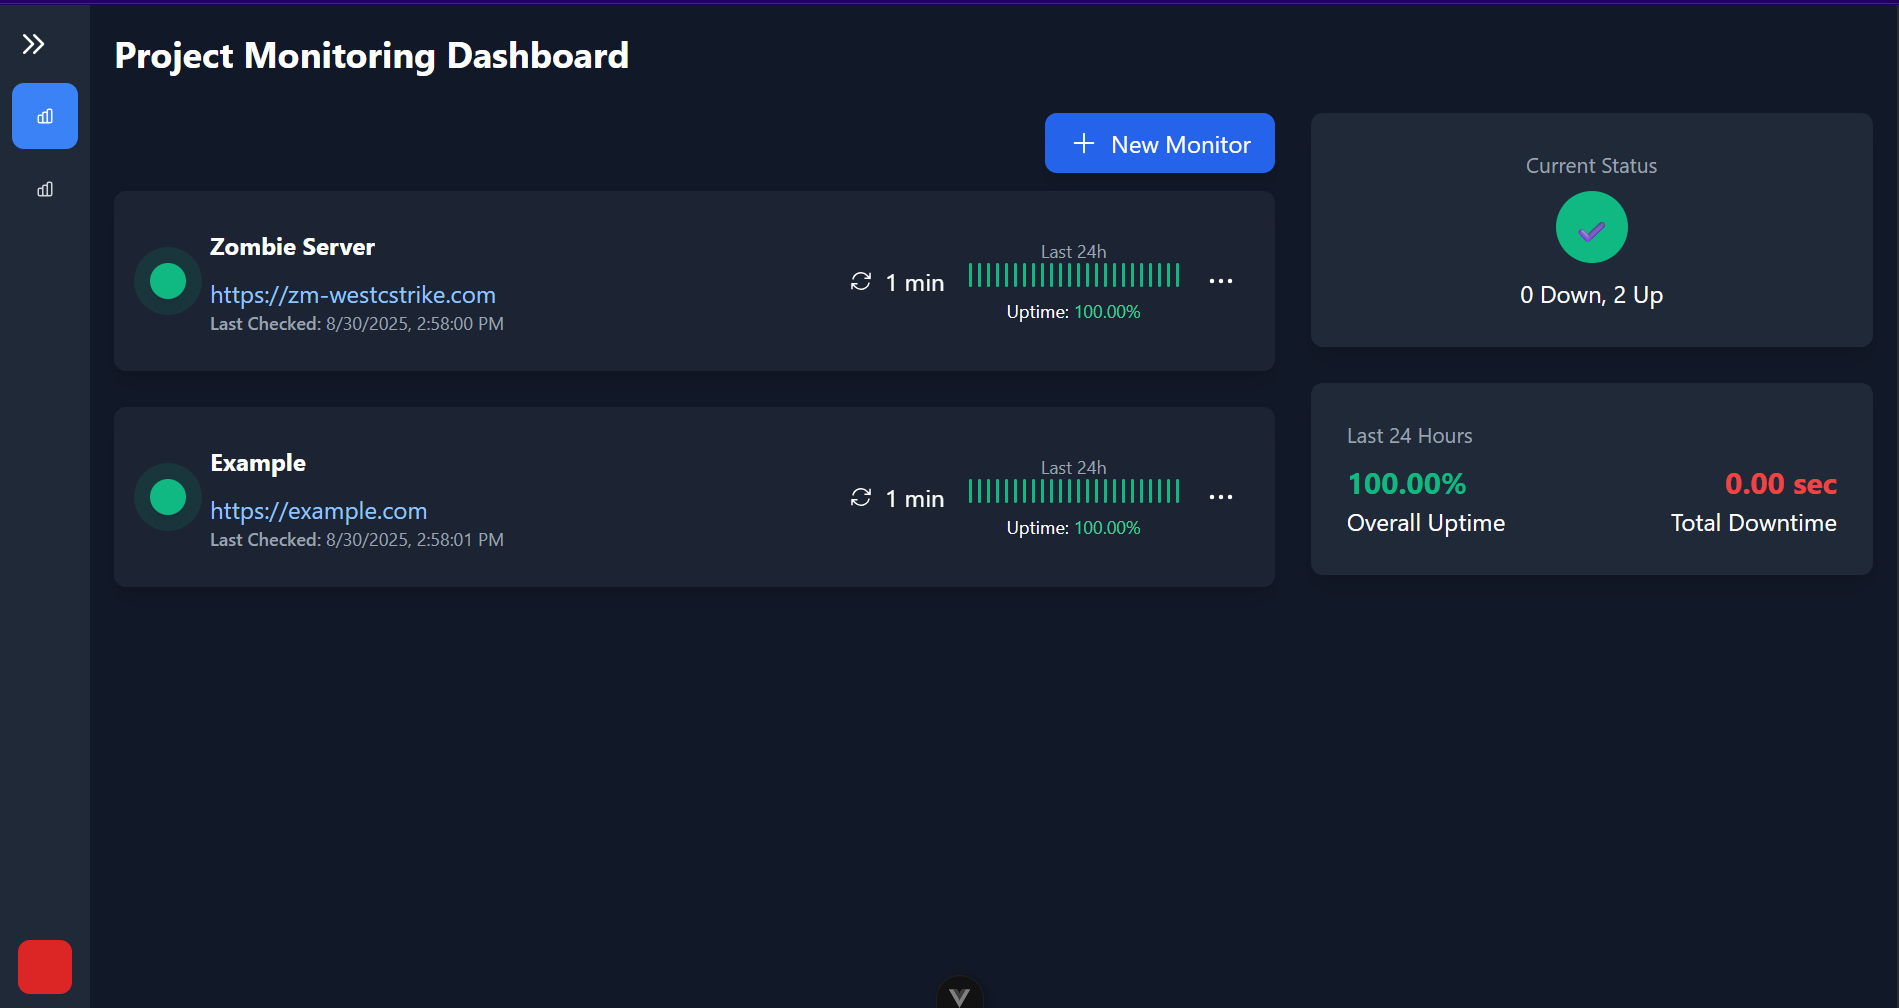 Project Monitoring Dashboard
New Monitor
Zombie Server
https://zm-westcstrike.com
Last Checked: 8/30/2025, 2:58:00 PM
1 min
Last 24h
Uptime: 100.00%
Example
https://example.com
Last Checked: 8/30/2025, 2:58:01 PM
1 min
Last 24h
Uptime: 100.00%
Current Status
0 Down, 2 Up
Last 24 Hours
100.00%
Overall Uptime
0.00 sec
Total Downtime